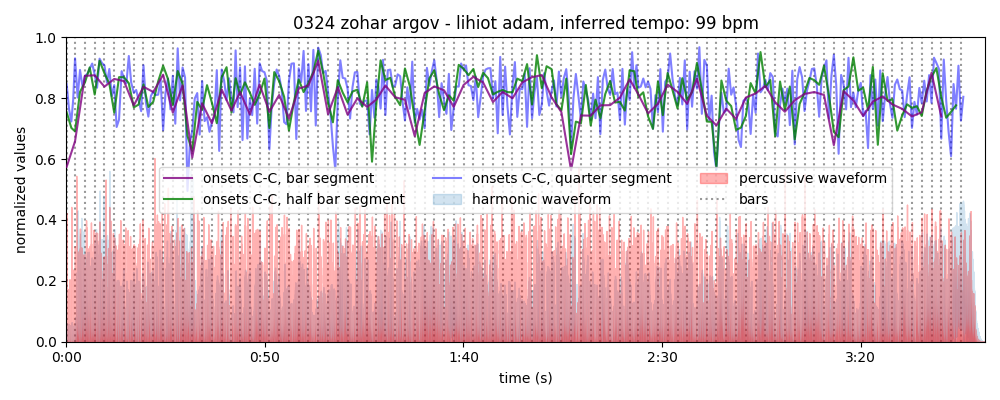 0324 zohar argov - lihiot adam, inferred tempo: 99 bpm
1.0
0.8
0.6
0.4
0.2
0.0
normalized values
onsets C-C, bar segment
onsets C-C, half bar segment
onsets C-C, quarter segment
harmonic waveform
percussive waveform
bars
0:00 0:50 1:40 2:30 3:20
time (s)